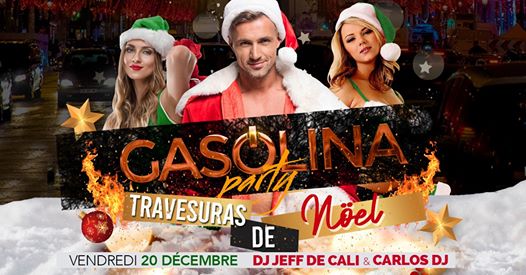 GASOLINA
party
TRAVESURAS
DE
Nöel
VENDREDI 20 DÉCEMBRE DJ JEFF DE CALI & CARLOS DJ